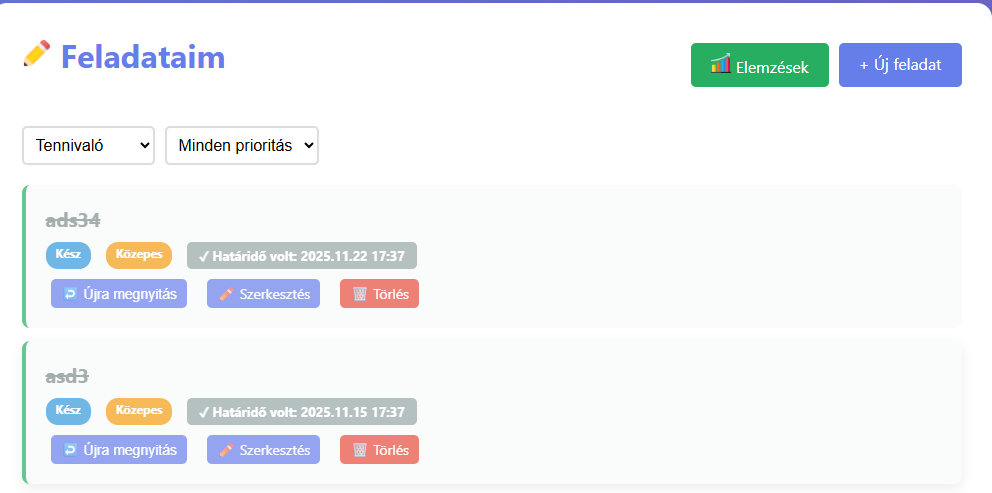 Feladataim
Elemzések
+ Új feladat
Tennivaló
Minden prioritás
ads34
Kész
Közepes
✓ Határidő volt: 2025.11.22 17:37
Újra megnyitás
Szerkesztés
Törlés
asd3
Kész
Közepes
✓ Határidő volt: 2025.11.15 17:37
Újra megnyitás
Szerkesztés
Törlés